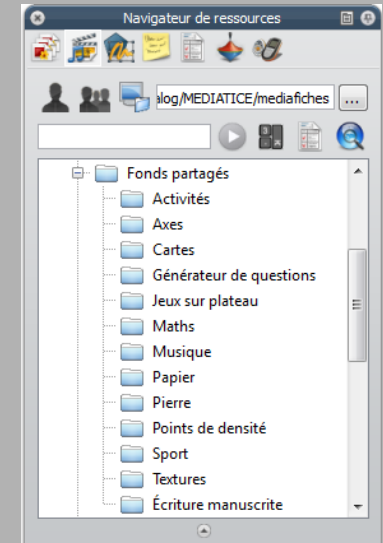 Navigateur de ressources
alog/MEDIATICE/mediafiches ...
Fonds partagés
Activités
Axes
Cartes
Générateur de questions
Jeux sur plateau
Maths
Musique
Papier
Pierre
Points de densité
Sport
Textures
Écriture manuscrite